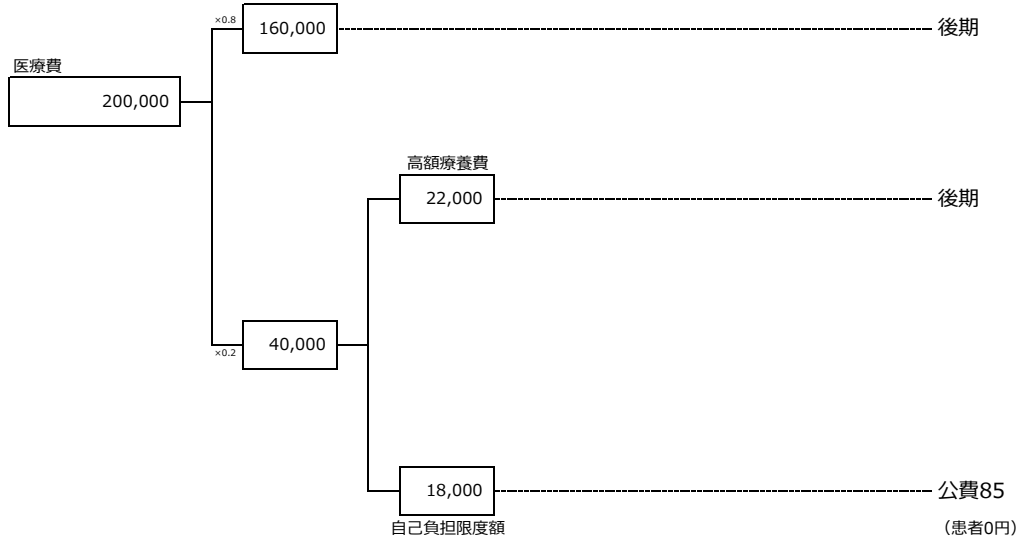 ×0.8
160,000
後期
医療費
200,000
高額療養費
22,000
後期
×0.2
40,000
18,000
公費85
自己負担限度額
（患者0円）